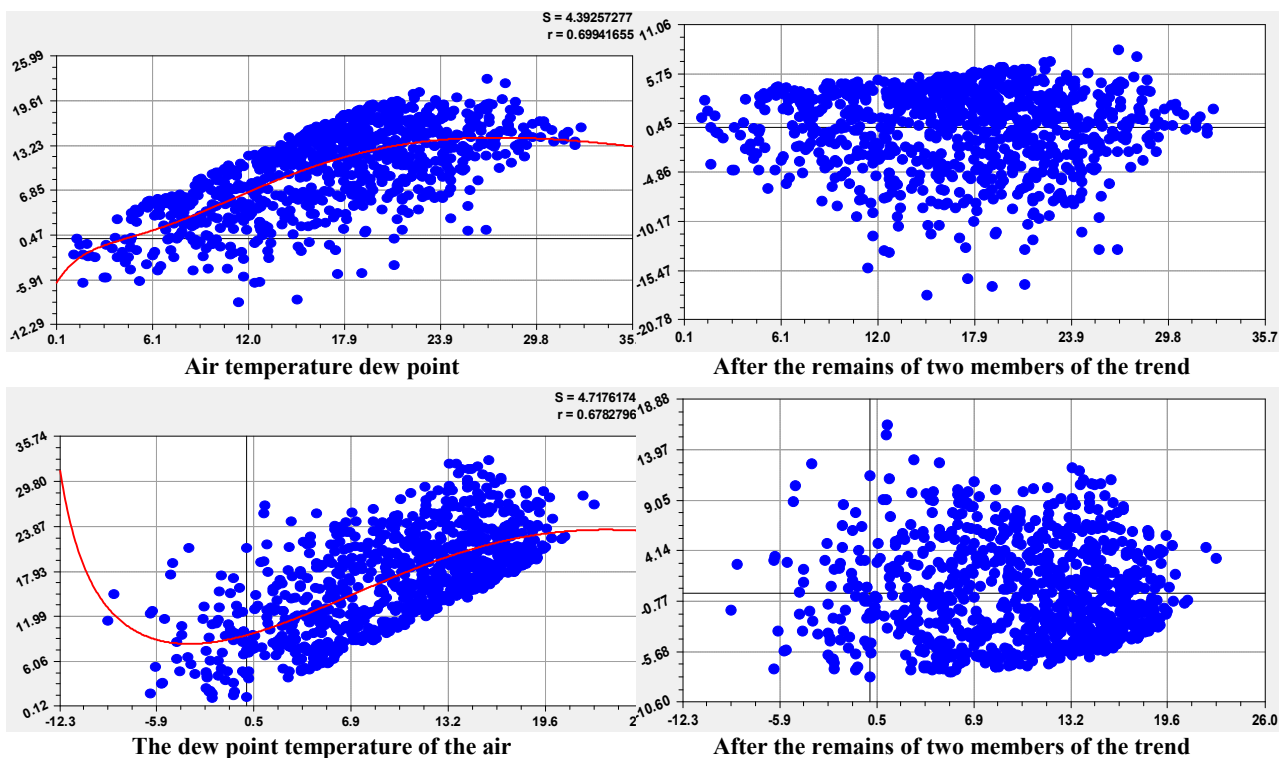 S = 4.39257277
r = 0.69941655
25.99
19.61
13.23
6.85
0.47
-5.91
-12.29
0.1 6.1 12.0 17.9 23.9 29.8 35.
Air temperature dew point
11.06
5.75
0.45
-4.86
-10.17
-15.47
-20.78
0.1 6.1 12.0 17.9 23.9 29.8 35.7
After the remains of two members of the trend
S = 4.7176174
r = 0.6782796
35.74
29.80
23.87
17.93
11.99
6.06
0.12
-12.3 -5.9 0.5 6.9 13.2 19.6 2
The dew point temperature of the air
18.88
13.97
9.05
4.14
-0.77
-5.68
-10.60
-12.3 -5.9 0.5 6.9 13.2 19.6 26.0
After the remains of two members of the trend